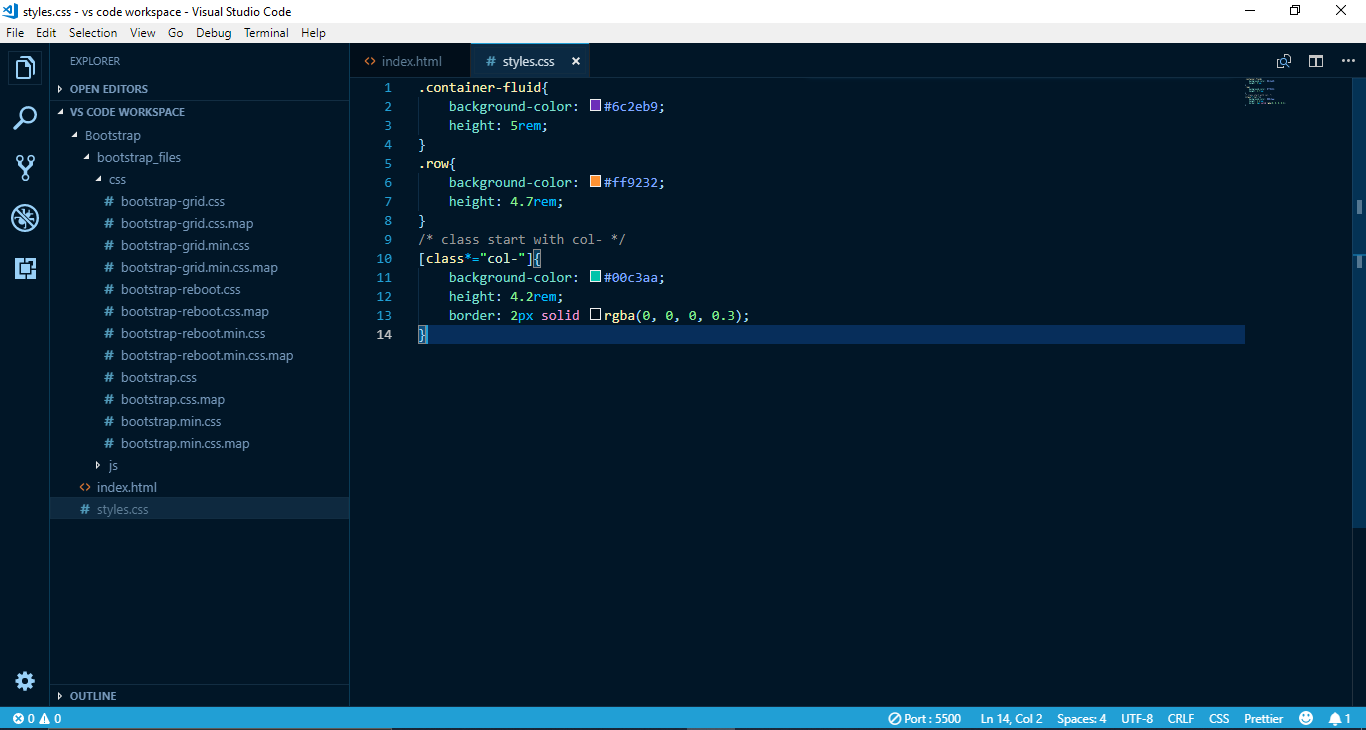 styles.css - vs code workspace - Visual Studio Code
File Edit Selection View Go Debug Terminal Help
EXPLORER
OPEN EDITORS
VS CODE WORKSPACE
Bootstrap
bootstrap_files
css
# bootstrap-grid.css
# bootstrap-grid.css.map
# bootstrap-grid.min.css
# bootstrap-grid.min.css.map
# bootstrap-reboot.css
# bootstrap-reboot.css.map
# bootstrap-reboot.min.css
# bootstrap-reboot.min.css.map
# bootstrap.css
# bootstrap.css.map
# bootstrap.min.css
# bootstrap.min.css.map
js
<> index.html
# styles.css
OUTLINE
<> index.html # styles.css ×
1 .container-fluid{
2     background-color: #6c2eb9;
3     height: 5rem;
4 }
5 .row{
6     background-color: #ff9232;
7     height: 4.7rem;
8 }
9 /* class start with col- */
10 [class*="col-"]{
11     background-color: #00c3aa;
12     height: 4.2rem;
13     border: 2px solid rgba(0, 0, 0, 0.3);
14 }
0 0 Port : 5500 Ln 14, Col 2 Spaces: 4 UTF-8 CRLF CSS Prettier 1